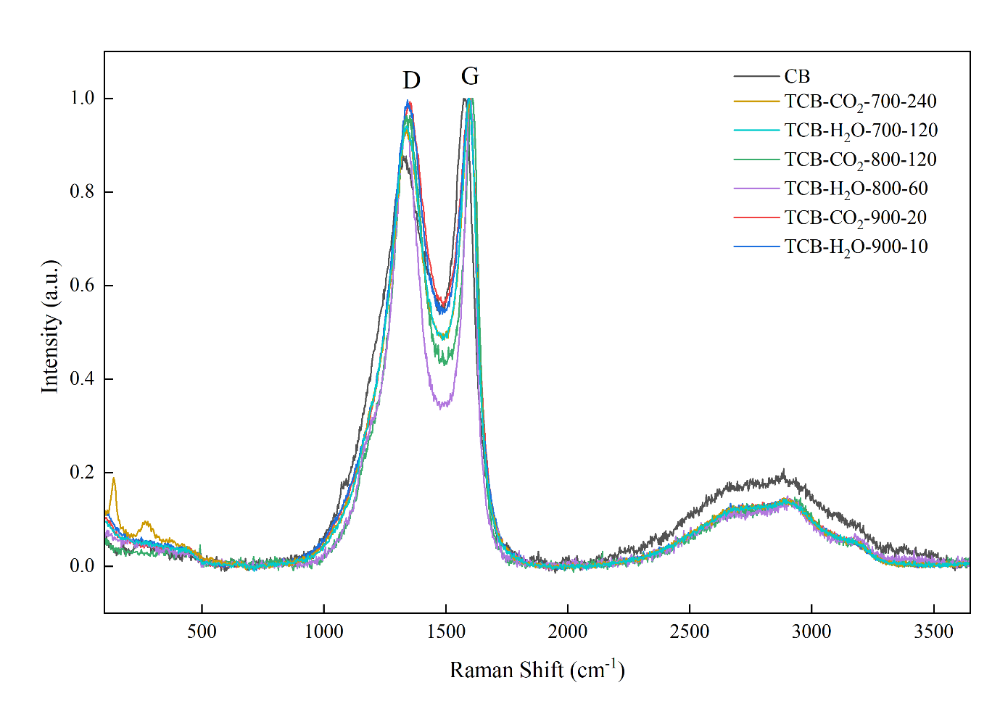 D G
CB
TCB-CO₂-700-240
TCB-H₂O-700-120
TCB-CO₂-800-120
TCB-H₂O-800-60
TCB-CO₂-900-20
TCB-H₂O-900-10
1.0
0.8
0.6
0.4
0.2
0.0
Intensity (a.u.)
500 1000 1500 2000 2500 3000 3500
Raman Shift (cm⁻¹)